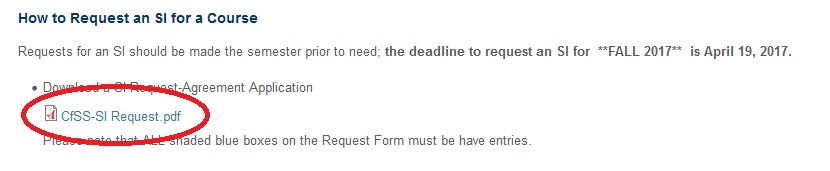 How to Request an SI for a Course
Requests for an SI should be made the semester prior to need; the deadline to request an SI for **FALL 2017** is April 19, 2017.
• Download a SI Request-Agreement Application
CfSS-SI Request.pdf
Please note that ALL shaded blue boxes on the Request Form must be have entries.